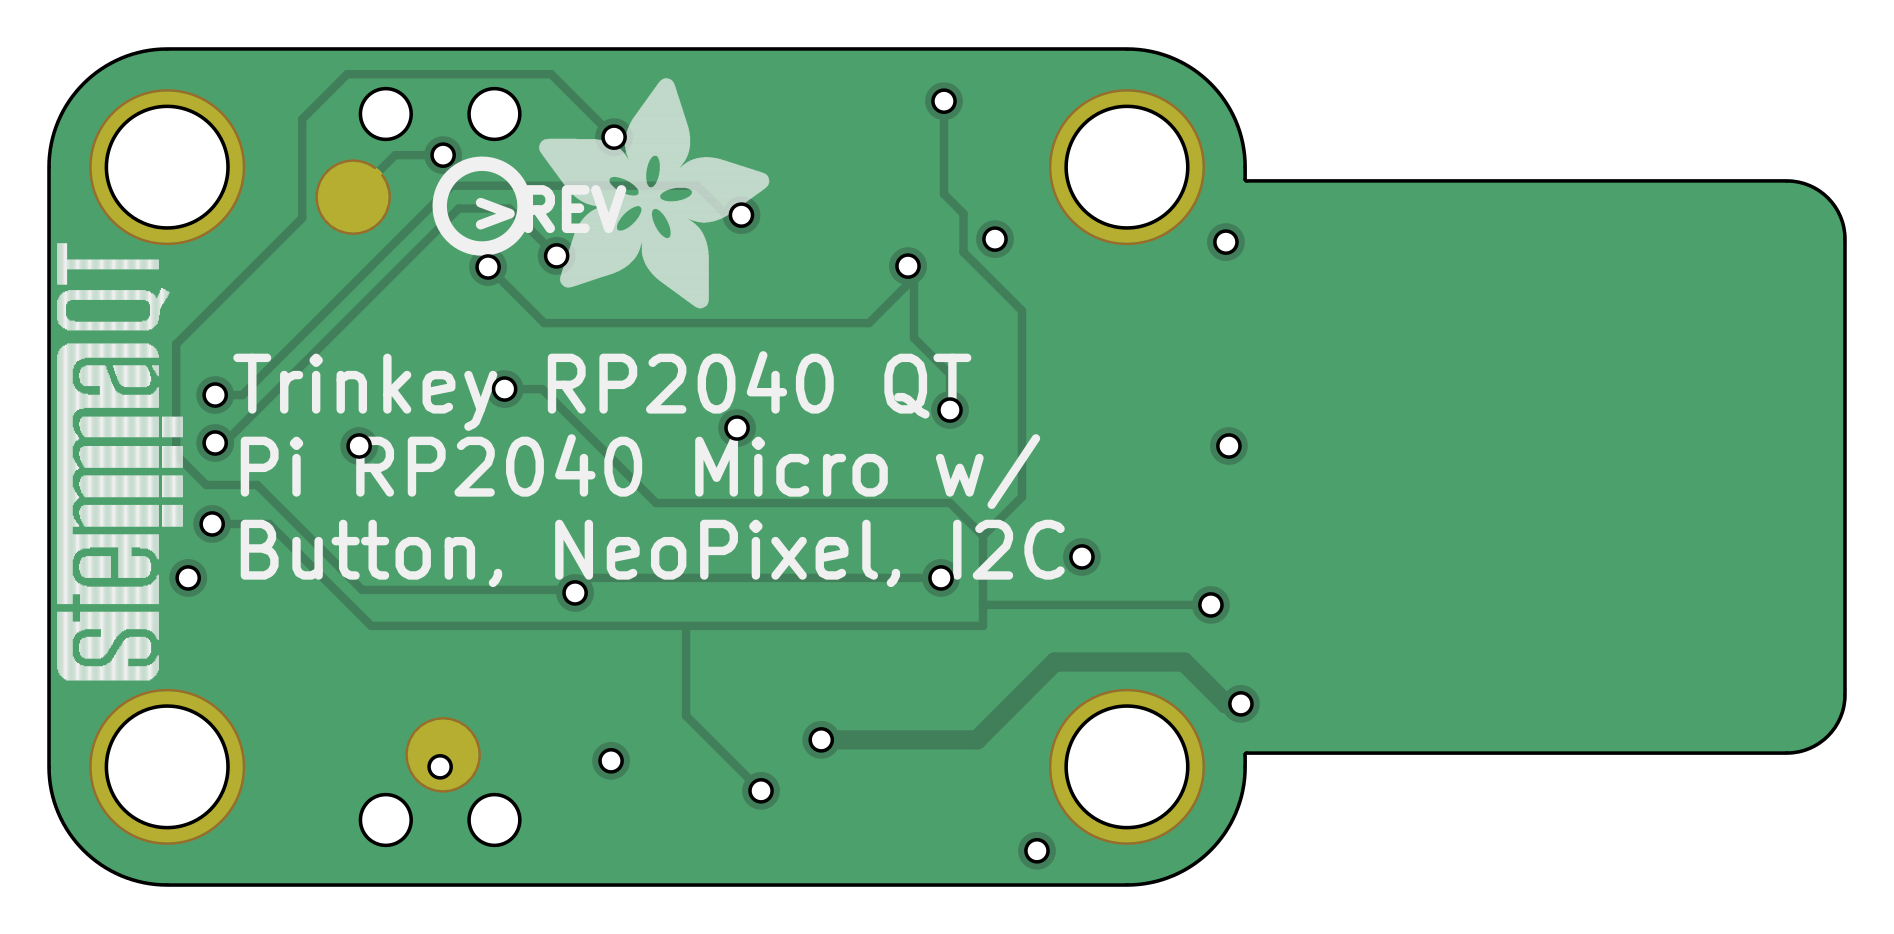 >REV
Trinkey RP2040 QT
Pi RP2040 Micro w/
Button, NeoPixel, I2C
stemmaQT